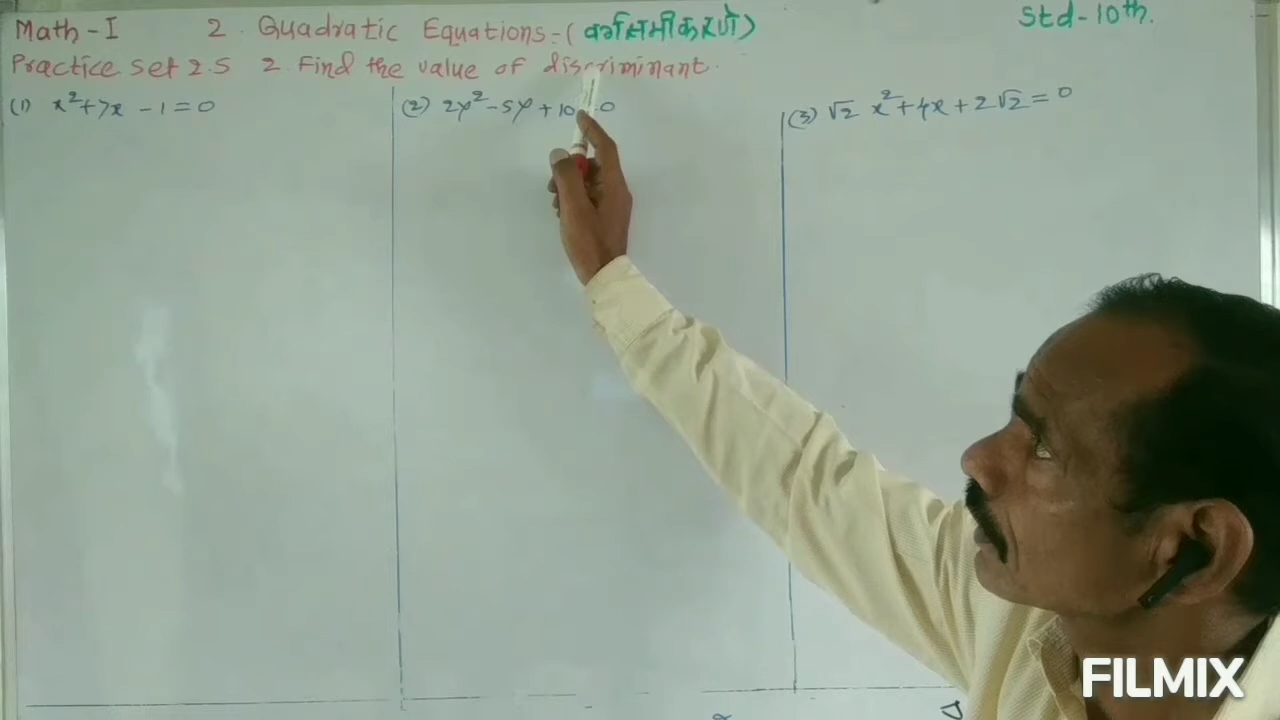 Math-I 2. Quadratic Equations-(वर्गसमीकरणे) Std-10th.
Practice set 2.5 2 Find the value of discriminant.
(1) x²+7x -1=0
(2) 2y²-5y+10 0
(3) √2 x²+4x+2√2=0
FILMIX